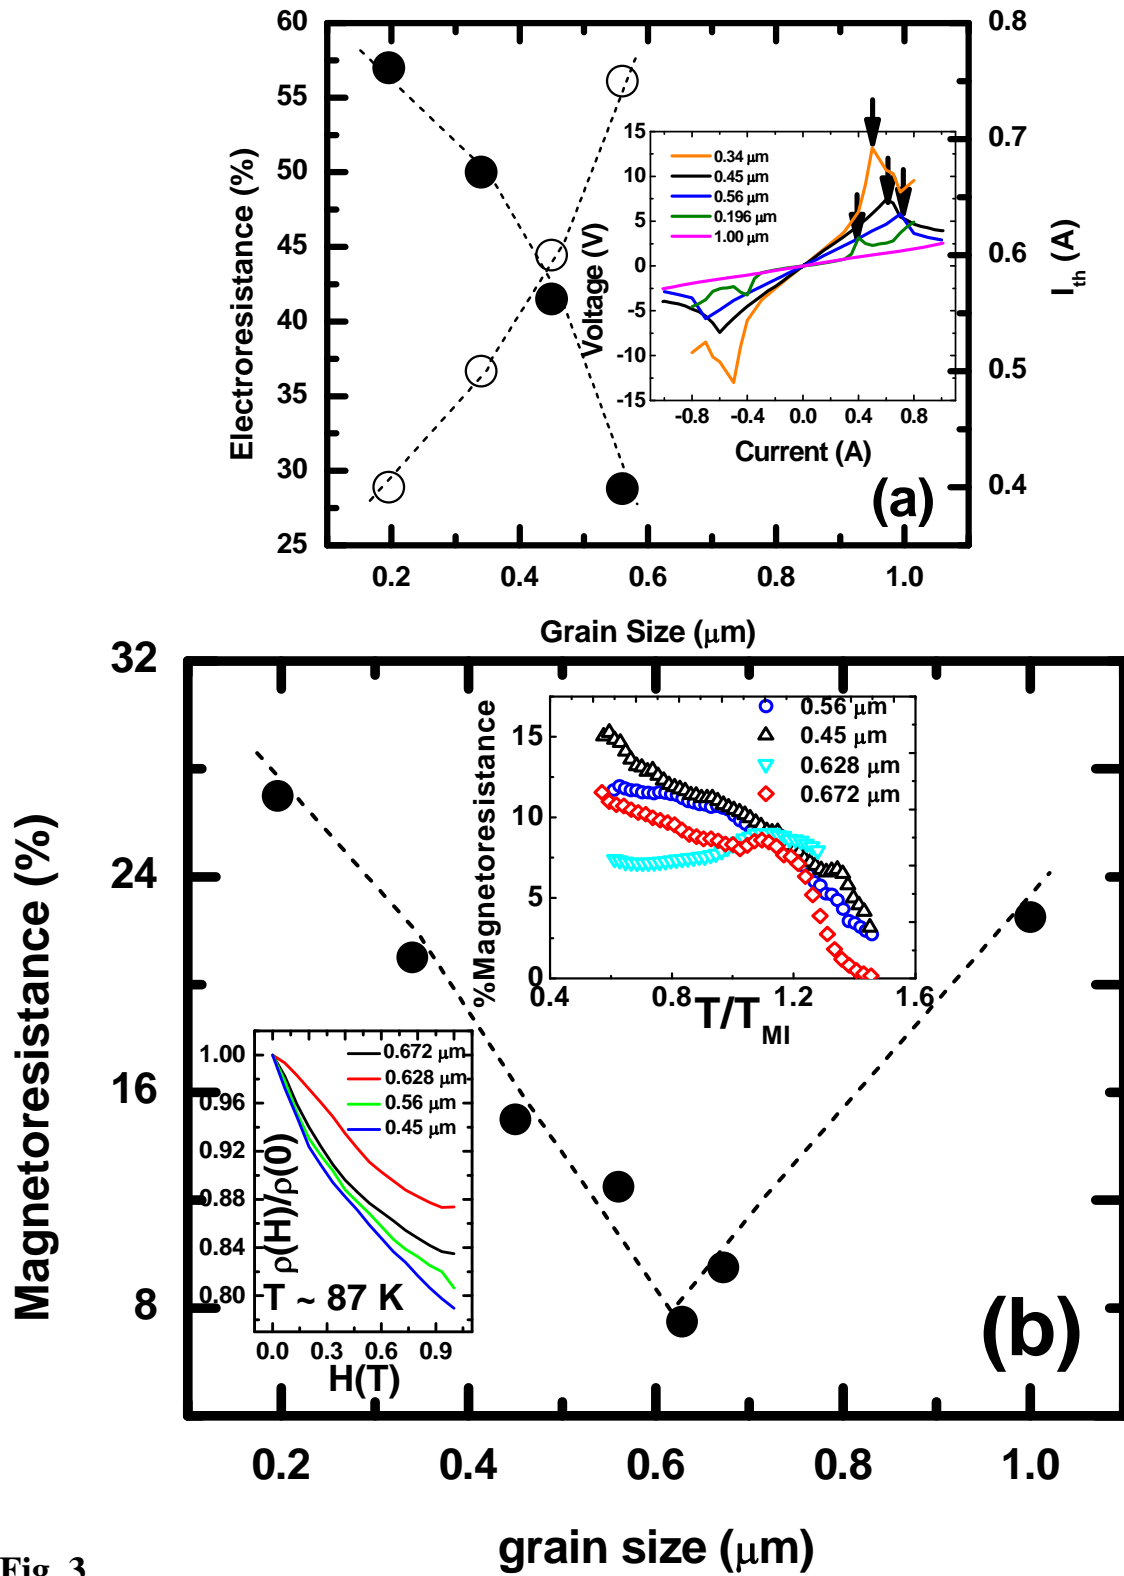 60
55
50
45
40
35
30
25
Electroresistance (%)
0.8
0.7
0.6
0.5
0.4
I_th (A)
0.2 0.4 0.6 0.8 1.0
Grain Size (μm)
(a)
15
10
5
0
-5
-10
-15
Voltage (V)
0.34 μm
0.45 μm
0.56 μm
0.196 μm
1.00 μm
-0.8 -0.4 0.0 0.4 0.8
Current (A)
32
24
16
8
Magnetoresistance (%)
0.2 0.4 0.6 0.8 1.0
grain size (μm)
(b)
15
10
5
0
%Magnetoresistance
0.56 μm
0.45 μm
0.628 μm
0.672 μm
0.4 0.8 1.2 1.6
T/T_MI
1.00
0.96
0.92
0.88
0.84
0.80
ρ(H)/ρ(0)
0.672 μm
0.628 μm
0.56 μm
0.45 μm
T ~ 87 K
0.0 0.3 0.6 0.9
H(T)
Fig. 3